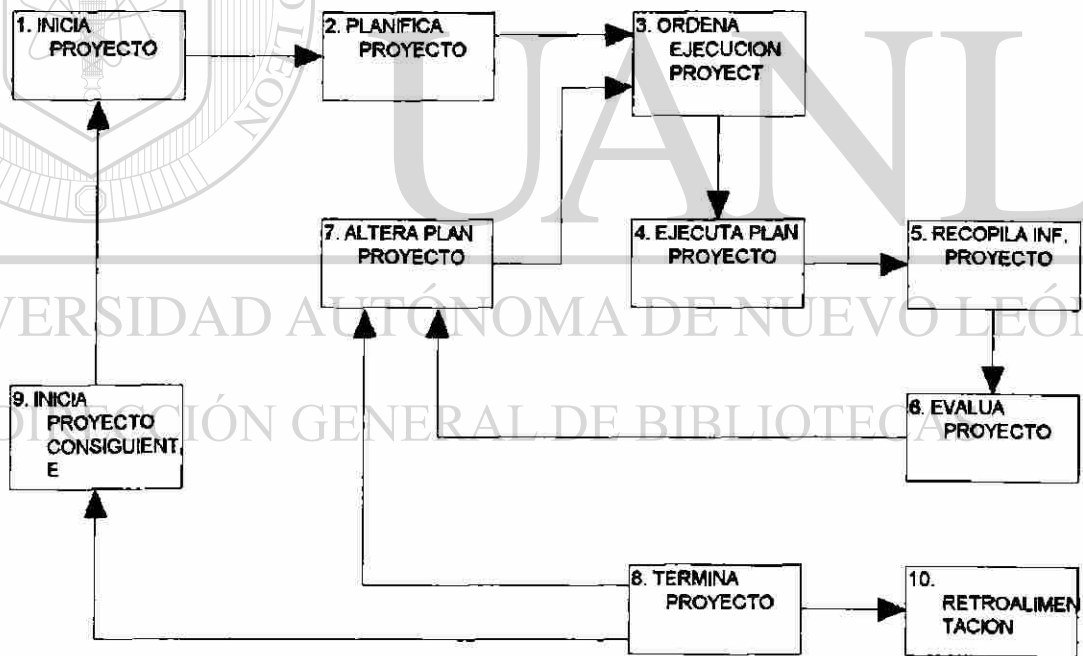 1. INICIA
PROYECTO
2. PLANIFICA
PROYECTO
3. ORDENA
EJECUCION
PROYECT
7. ALTERA PLAN
PROYECTO
4. EJECUTA PLAN
PROYECTO
5. RECOPILA INF.
PROYECTO
9. INICIA
PROYECTO
CONSIGUIENT
E
6. EVALUA
PROYECTO
8. TERMINA
PROYECTO
10.
RETROALIMEN
TACION
UANL
LEON
VERSIDAD AUTÓNOMA DE NUEVO LEÓN
DIRECCIÓN GENERAL DE BIBLIOTECAS